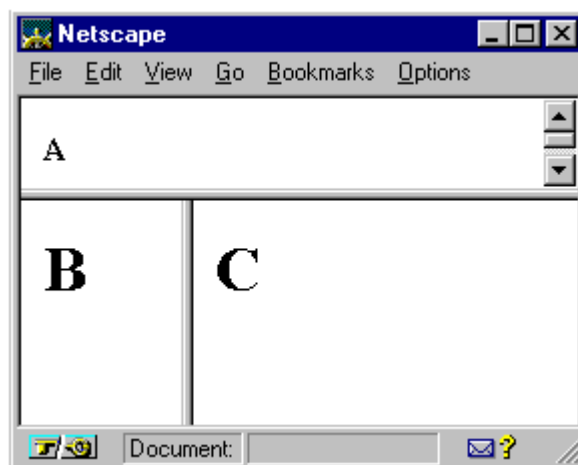 Netscape
File Edit View Go Bookmarks Options
A
B C
Document: ?